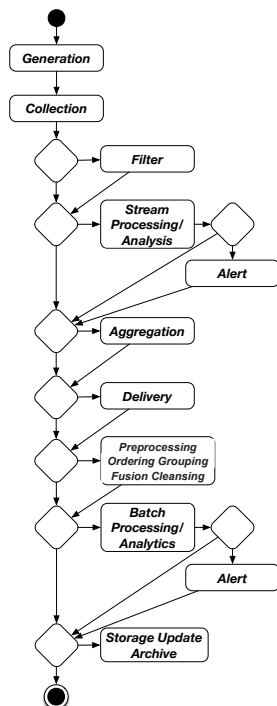 Generation
Collection
Filter
Stream
Processing/
Analysis
Alert
Aggregation
Delivery
Preprocessing
Ordering Grouping
Fusion Cleansing
Batch
Processing/
Analytics
Alert
Storage Update
Archive